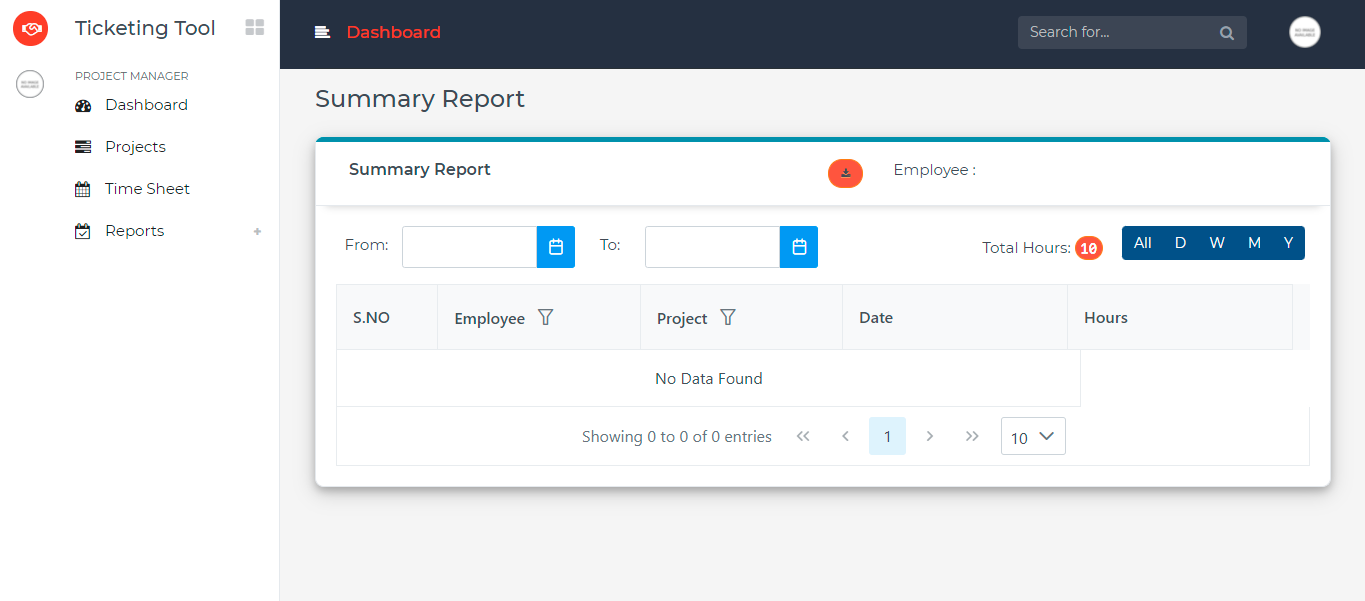 Ticketing Tool
PROJECT MANAGER
Dashboard
Projects
Time Sheet
Reports
Dashboard
Search for...
Summary Report
Summary Report
Employee :
From:
To:
Total Hours: 10
All D W M Y
S.NO Employee Project Date Hours
No Data Found
Showing 0 to 0 of 0 entries
1
10